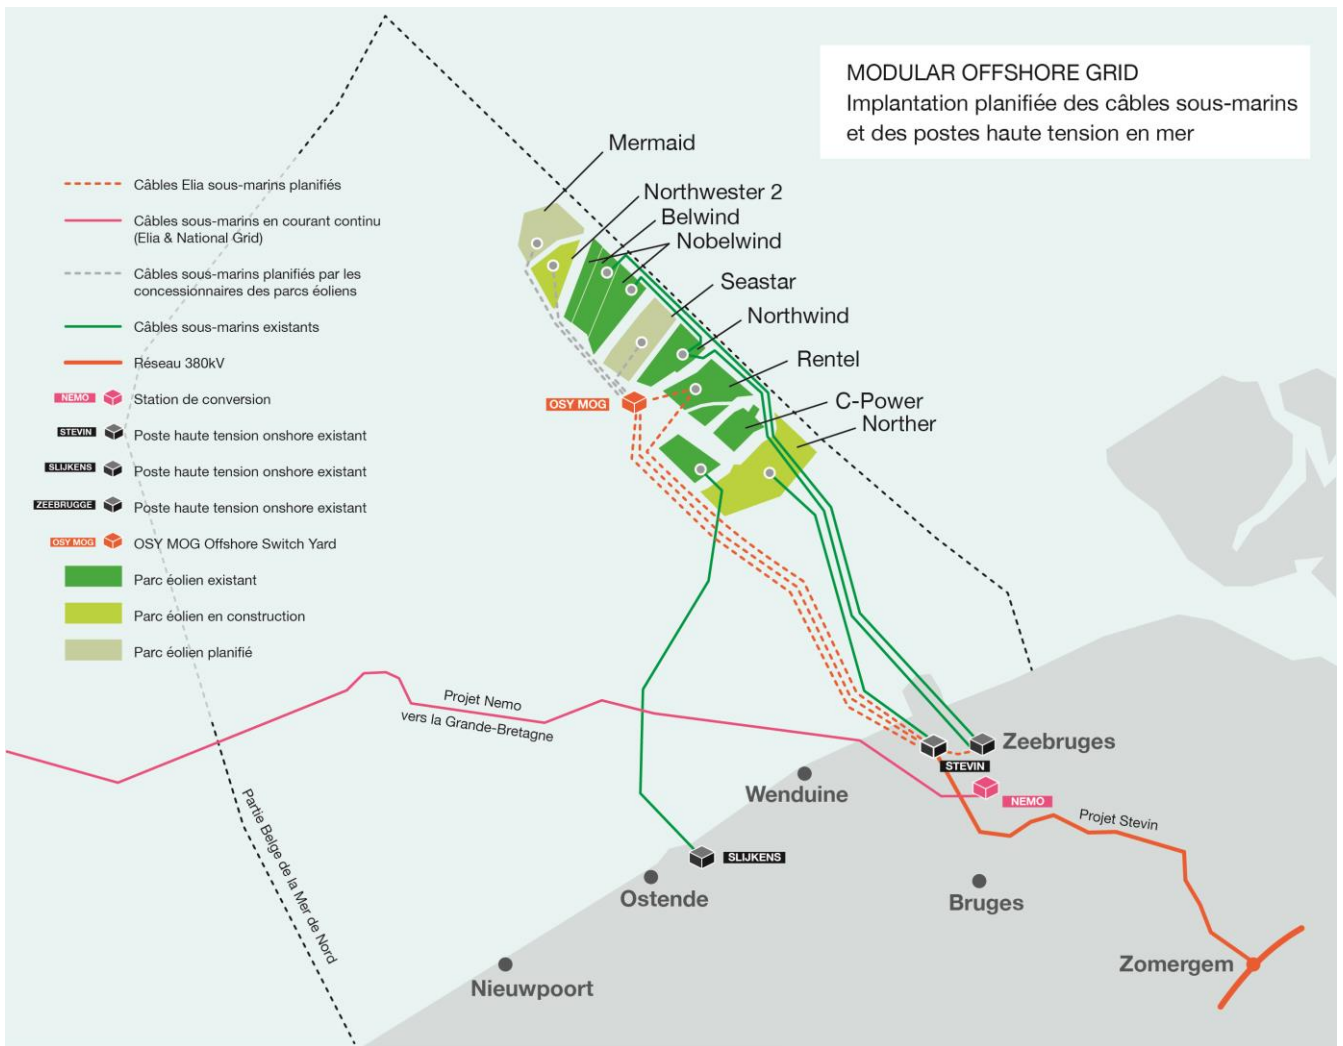 MODULAR OFFSHORE GRID
Implantation planifiée des câbles sous-marins
et des postes haute tension en mer
Câbles Elia sous-marins planifiés
Câbles sous-marins en courant continu
(Elia & National Grid)
Câbles sous-marins planifiés par les
concessionnaires des parcs éoliens
Câbles sous-marins existants
Réseau 380kV
NEMO Station de conversion
STEVIN Poste haute tension onshore existant
SLIJKENS Poste haute tension onshore existant
ZEEBRUGGE Poste haute tension onshore existant
OSY MOG OSY MOG Offshore Switch Yard
Parc éolien existant
Parc éolien en construction
Parc éolien planifié
Mermaid
Northwester 2
Belwind
Nobelwind
Seastar
Northwind
Rentel
C-Power
Norther
OSY MOG
Projet Nemo
vers la Grande-Bretagne
Partie Belge de la Mer de Nord
Zeebruges
STEVIN
NEMO
Wenduine
Projet Stevin
SLIJKENS
Ostende
Bruges
Nieuwpoort
Zomergem